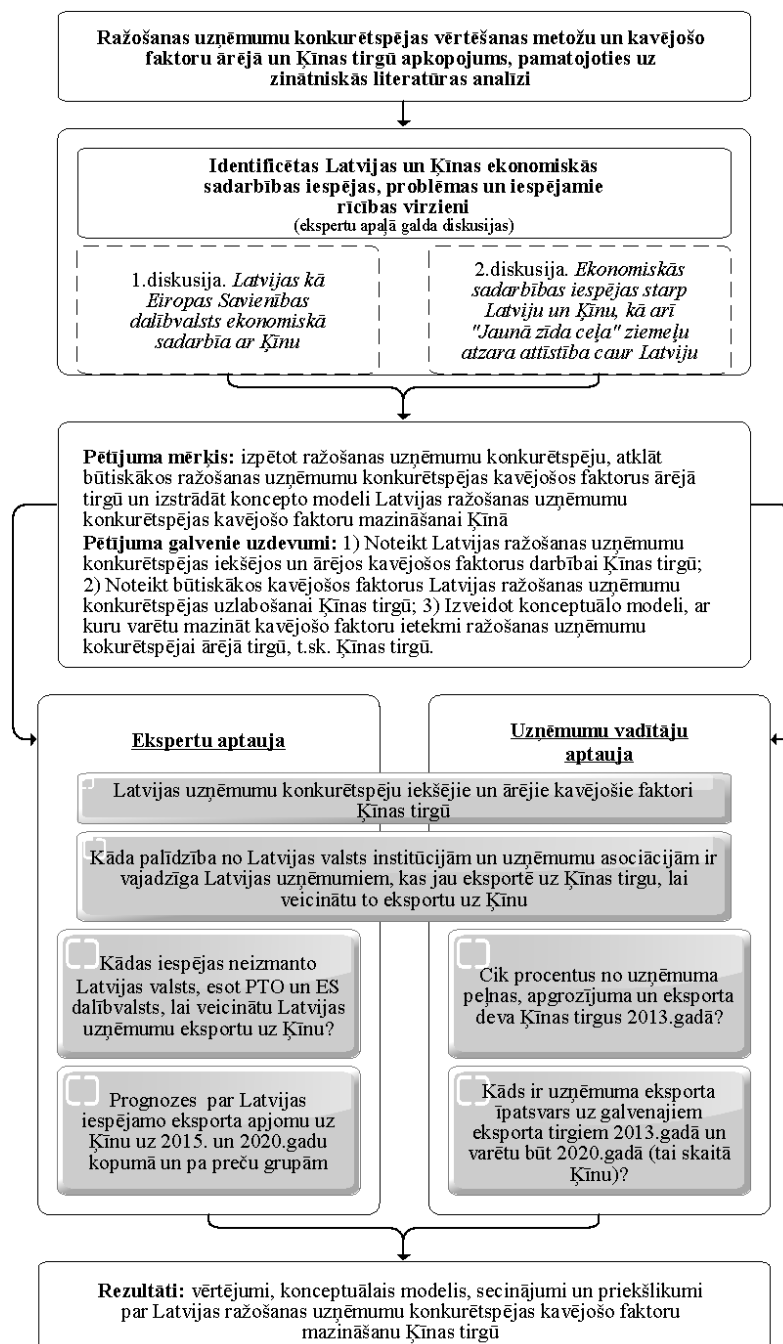 Ražošanas uzņēmumu konkurētspējas vērtēšanas metožu un kavējošo
faktoru ārējā un Ķīnas tirgū apkopojums, pamatojoties uz
zinātniskās literatūras analīzi
Identificētas Latvijas un Ķīnas ekonomiskās
sadarbības iespējas, problēmas un iespējamie
rīcības virzieni
(ekspertu apaļā galda diskusijas)
1.diskusija. Latvijas kā
Eiropas Savienības
dalībvalsts ekonomiskā
sadarbība ar Ķīnu
2.diskusija. Ekonomiskās
sadarbības iespējas starp
Latviju un Ķīnu, kā arī
"Jaunā zīda ceļa" ziemeļu
atzara attīstība caur Latviju
Pētījuma mērķis: izpētot ražošanas uzņēmumu konkurētspēju, atklāt
būtiskākos ražošanas uzņēmumu konkurētspējas kavējošos faktorus ārējā
tirgū un izstrādāt koncepto modeli Latvijas ražošanas uzņēmumu
konkurētspējas kavējošo faktoru mazināšanai Ķīnā
Pētījuma galvenie uzdevumi: 1) Noteikt Latvijas ražošanas uzņēmumu
konkurētspējas iekšējos un ārējos kavējošos faktorus darbībai Ķīnas tirgū;
2) Noteikt būtiskākos kavējošos faktorus Latvijas ražošanas uzņēmumu
konkurētspējas uzlabošanai Ķīnas tirgū; 3) Izveidot konceptuālo modeli, ar
kuru varētu mazināt kavējošo faktoru ietekmi ražošanas uzņēmumu
kokurētspējai ārējā tirgū, t.sk. Ķīnas tirgū.
Ekspertu aptauja
Uzņēmumu vadītāju
aptauja
Latvijas uzņēmumu konkurētspēju iekšējie un ārējie kavējošie faktori
Ķīnas tirgū
Kāda palīdzība no Latvijas valsts institūcijām un uzņēmumu asociācijām ir
vajadzīga Latvijas uzņēmumiem, kas jau eksportē uz Ķīnas tirgu, lai
veicinātu to eksportu uz Ķīnu
Kādas iespējas neizmanto
Latvijas valsts, esot PTO un ES
dalībvalsts, lai veicinātu Latvijas
uzņēmumu eksportu uz Ķīnu?
Cik procentus no uzņēmuma
peļņas, apgrozījuma un eksporta
deva Ķīnas tirgus 2013.gadā?
Prognozes par Latvijas
iespējamo eksporta apjomu uz
Ķīnu uz 2015. un 2020.gadu
kopumā un pa preču grupām
Kāds ir uzņēmuma eksporta
īpatsvars uz galvenajiem
eksporta tirgiem 2013.gadā un
varētu būt 2020.gadā (tai skaitā
Ķīnu)?
Rezultāti: vērtējumi, konceptuālais modelis, secinājumi un priekšlikumi
par Latvijas ražošanas uzņēmumu konkurētspējas kavējošo faktoru
mazināšanu Ķīnas tirgū